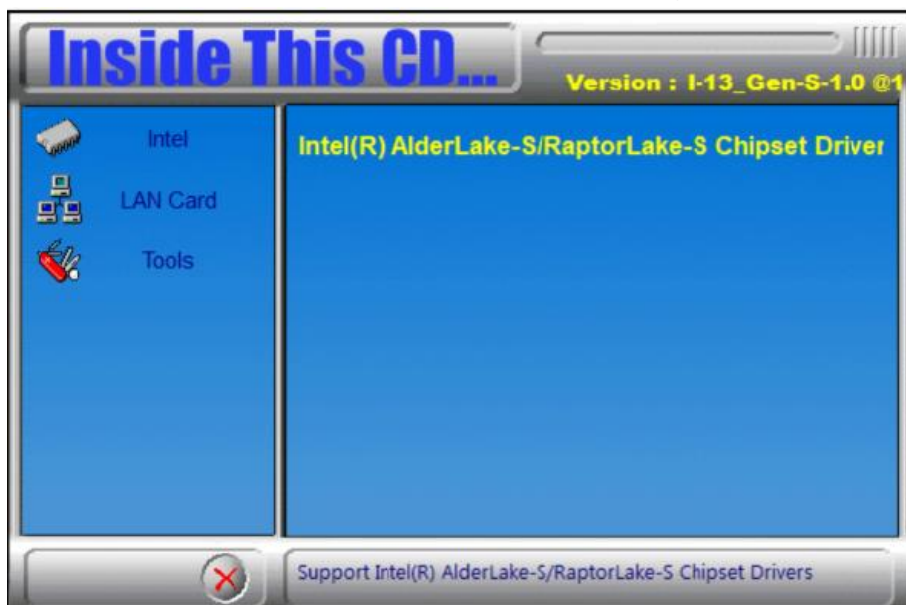 Inside This CD...
Version : I-13_Gen-S-1.0 @1
Intel
LAN Card
Tools
Intel(R) AlderLake-S/RaptorLake-S Chipset Driver
Support Intel(R) AlderLake-S/RaptorLake-S Chipset Drivers